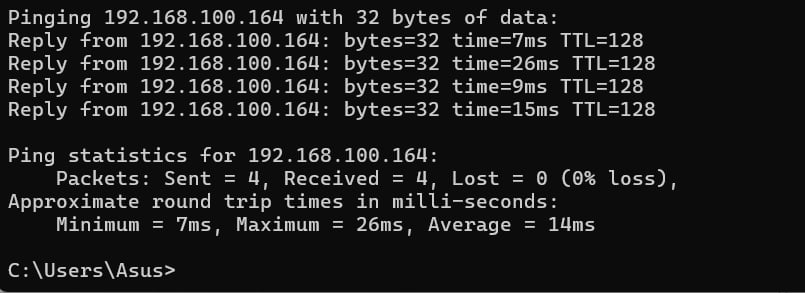 Pinging 192.168.100.164 with 32 bytes of data:
Reply from 192.168.100.164: bytes=32 time=7ms TTL=128
Reply from 192.168.100.164: bytes=32 time=26ms TTL=128
Reply from 192.168.100.164: bytes=32 time=9ms TTL=128
Reply from 192.168.100.164: bytes=32 time=15ms TTL=128

Ping statistics for 192.168.100.164:
    Packets: Sent = 4, Received = 4, Lost = 0 (0% loss),
Approximate round trip times in milli-seconds:
    Minimum = 7ms, Maximum = 26ms, Average = 14ms

C:\Users\Asus>